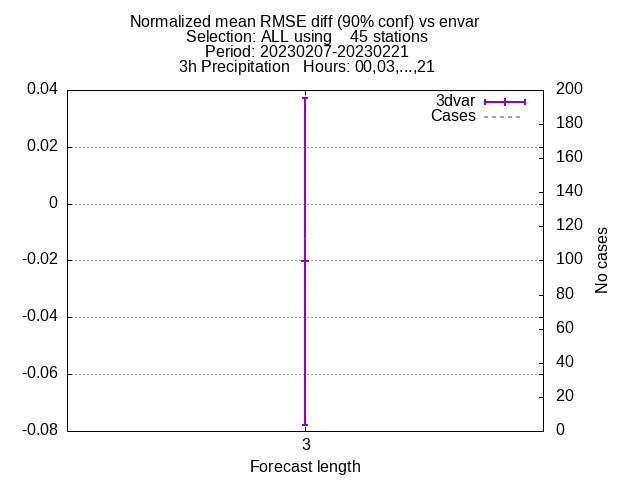 Normalized mean RMSE diff (90% conf) vs envar
Selection: ALL using    45 stations
Period: 20230207-20230221
3h Precipitation   Hours: 00,03,...,21
3dvar
Cases
0.04
0.02
0
-0.02
-0.04
-0.06
-0.08
200
180
160
140
120
100
80
60
40
20
0
No cases
3
Forecast length